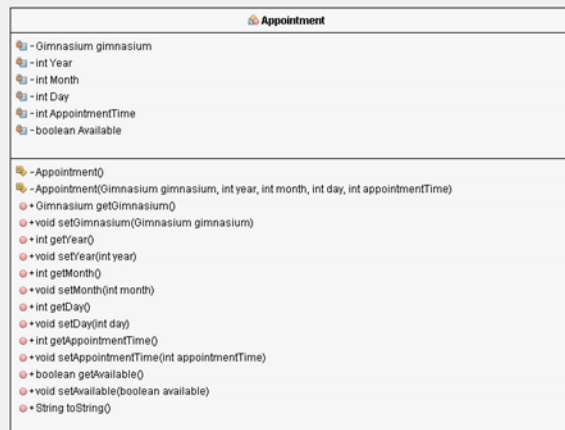 Appointment
-Gimnasium gimnasium
-int Year
-int Month
-int Day
-int AppointmentTime
-boolean Available
-Appointment()
-Appointment(Gimnasium gimnasium, int year, int month, int day, int appointmentTime)
+Gimnasium getGimnasium()
+void setGimnasium(Gimnasium gimnasium)
+int getYear()
+void setYear(int year)
+int getMonth()
+void setMonth(int month)
+int getDay()
+void setDay(int day)
+int getAppointmentTime()
+void setAppointmentTime(int appointmentTime)
+boolean getAvailable()
+void setAvailable(boolean available)
+String toString()